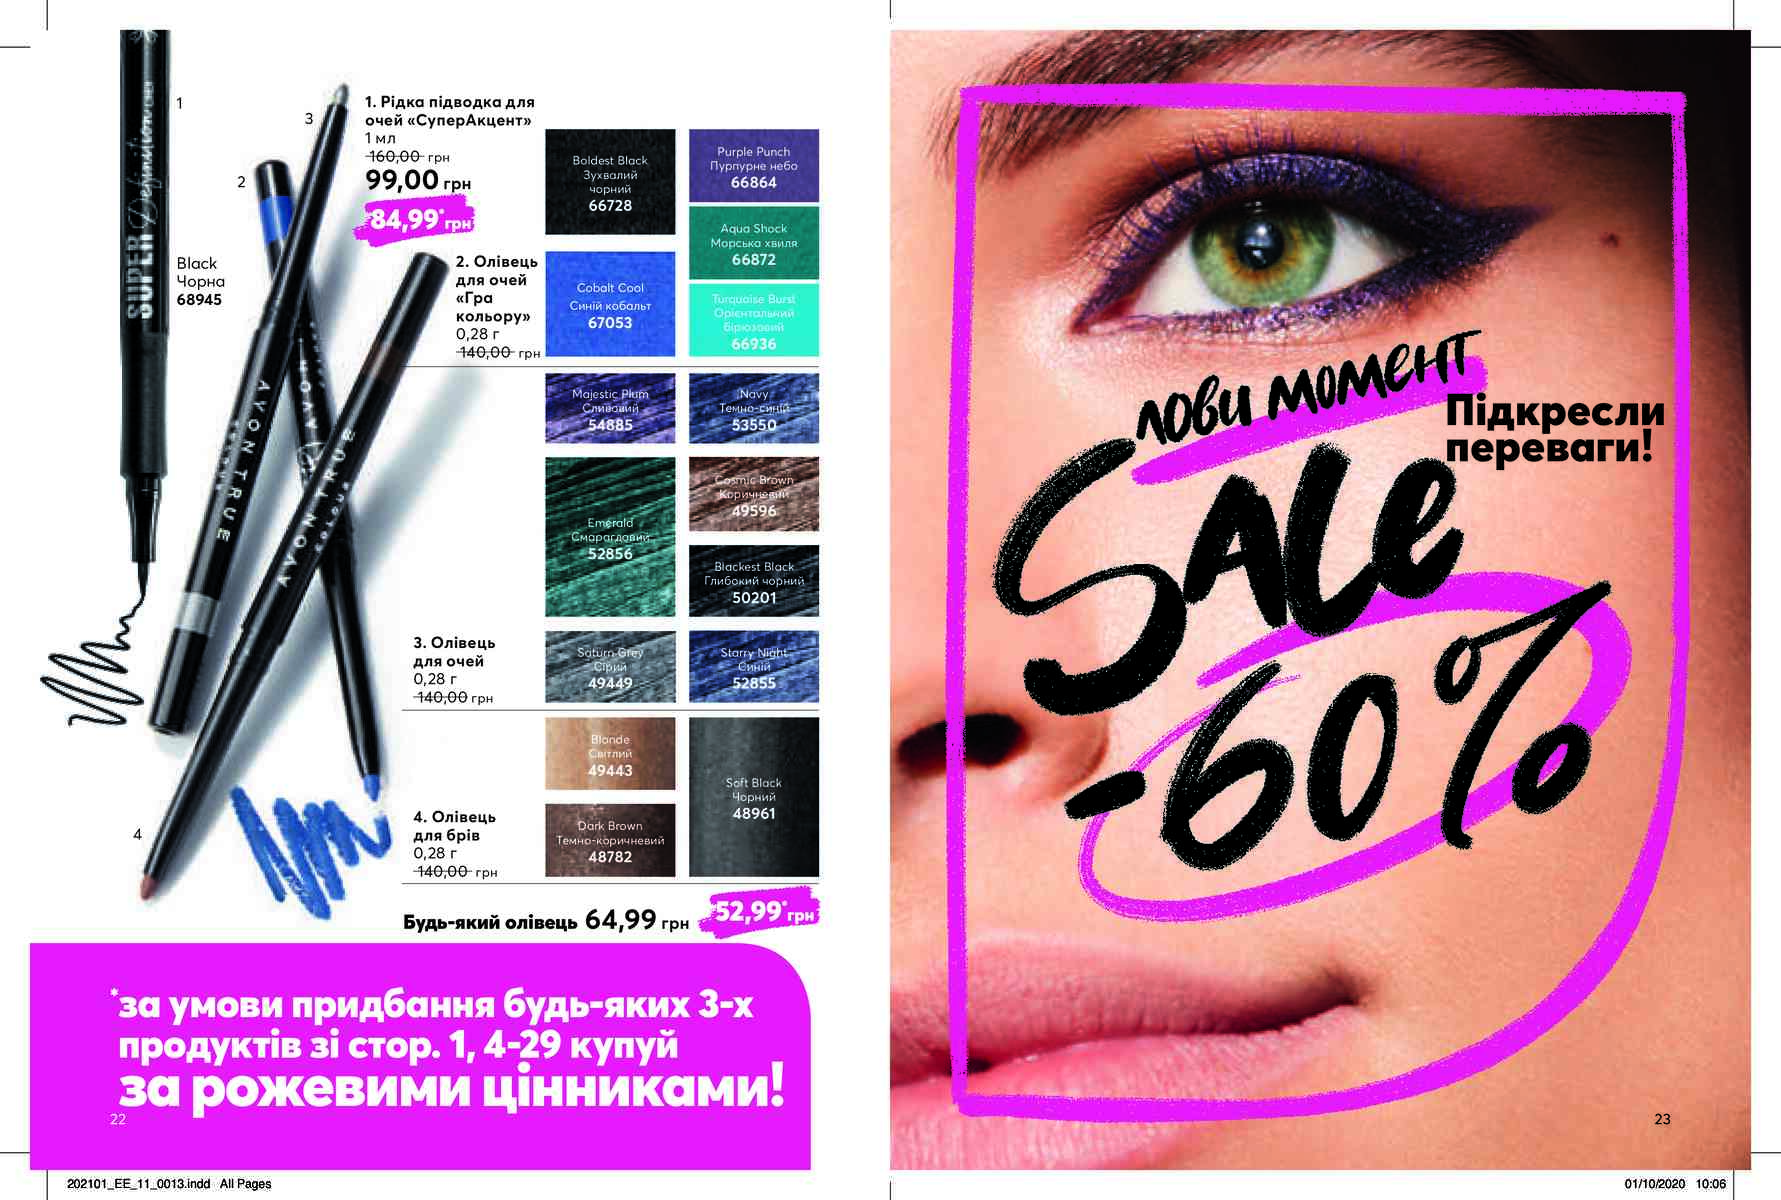 1
3
2
4
SUPER Definition
AVON TRUE
AVON TRUE
COLOUR
AVON
Black
Чорна
68945
1. Рідка підводка для
очей «СуперАкцент»
1 мл
160,00 грн
99,00 грн
84,99* грн
2. Олівець
для очей
«Гра
кольору»
0,28 г
140,00 грн
Boldest Black
Зухвалий
чорний
66728
Purple Punch
Пурпурне небо
66864
Aqua Shock
Морська хвиля
66872
Cobalt Cool
Синій кобальт
67053
Turquoise Burst
Орієнтальний
бірюзовий
66936
Majestic Plum
Сливовий
54885
Navy
Темно-синій
53550
Emerald
Смарагдовий
52856
Cosmic Brown
Коричневий
49596
Blackest Black
Глибокий чорний
50201
3. Олівець
для очей
0,28 г
140,00 грн
Saturn Grey
Сірий
49449
Starry Night
Синій
52855
Blonde
Світлий
49443
Soft Black
Чорний
48961
Dark Brown
Темно-коричневий
48782
4. Олівець
для брів
0,28 г
140,00 грн
Будь-який олівець 64,99 грн
52,99* грн
*за умови придбання будь-яких 3-х
продуктів зі стор. 1, 4-29 купуй
за рожевими цінниками!
22
лови момент
Підкресли
переваги!
SALe
-60%
23
202101_EE_11_0013.indd All Pages
01/10/2020 10:06